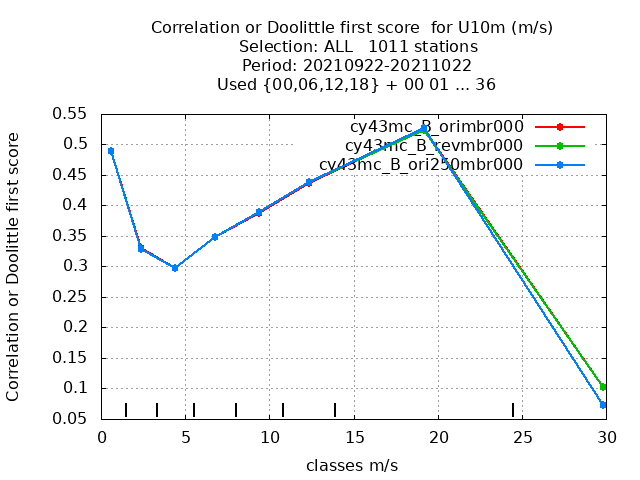 Correlation or Doolittle first score  for U10m (m/s)
Selection: ALL   1011 stations
Period: 20210922-20211022
Used {00,06,12,18} + 00 01 ... 36
cy43mc_B_orimbr000
cy43mc_B_revmbr000
cy43mc_B_ori250mbr000
Correlation or Doolittle first score
0.55
0.5
0.45
0.4
0.35
0.3
0.25
0.2
0.15
0.1
0.05
0 5 10 15 20 25 30
classes m/s